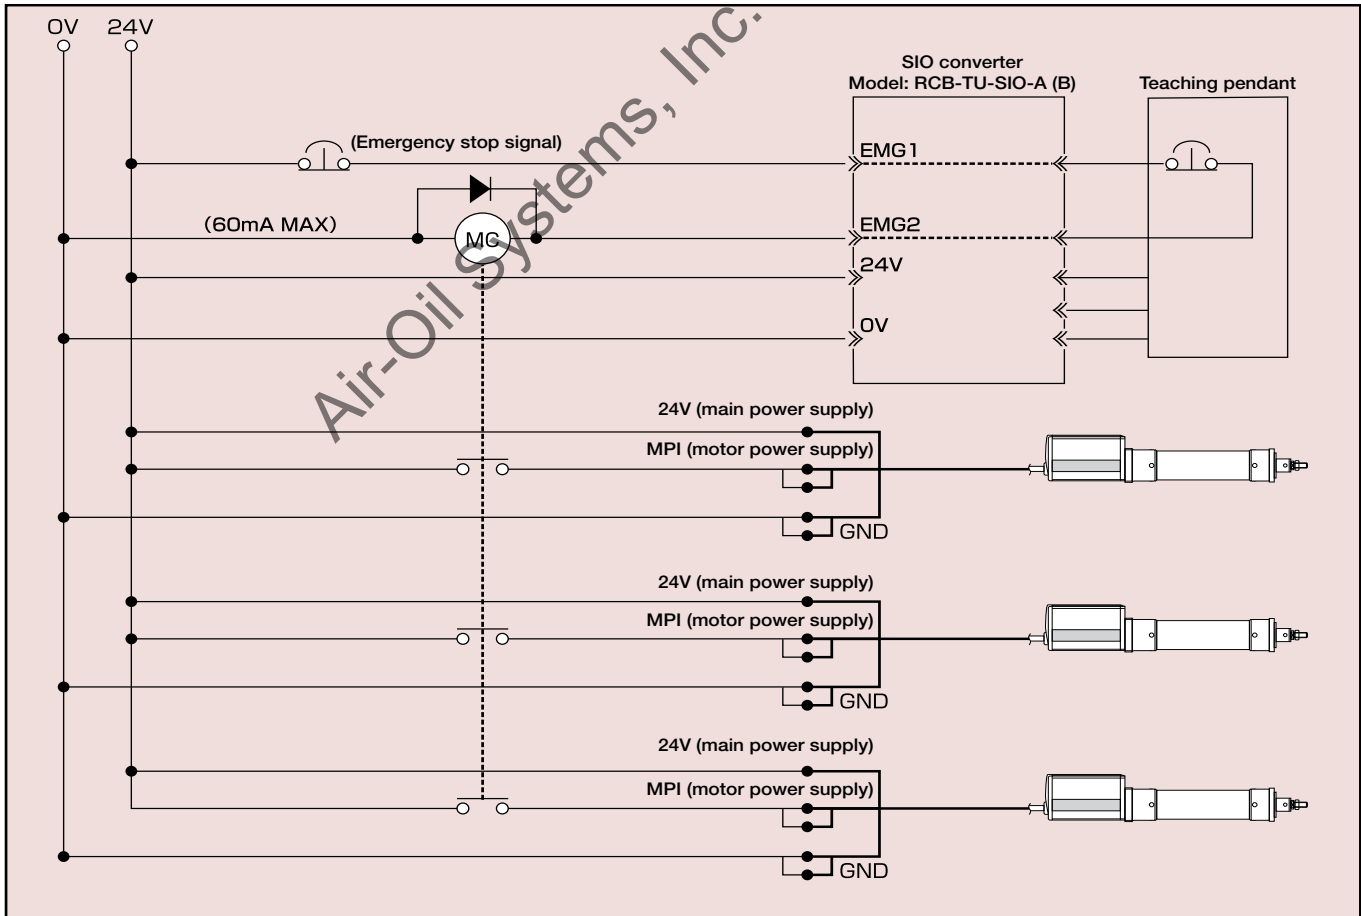 0V 24V
Air-Oil Systems, Inc.
SIO converter
Model: RCB-TU-SIO-A (B)
Teaching pendant
(Emergency stop signal)
EMG1
(60mA MAX)
MC
EMG2
24V
0V
24V (main power supply)
MPI (motor power supply)
GND
24V (main power supply)
MPI (motor power supply)
GND
24V (main power supply)
MPI (motor power supply)
GND